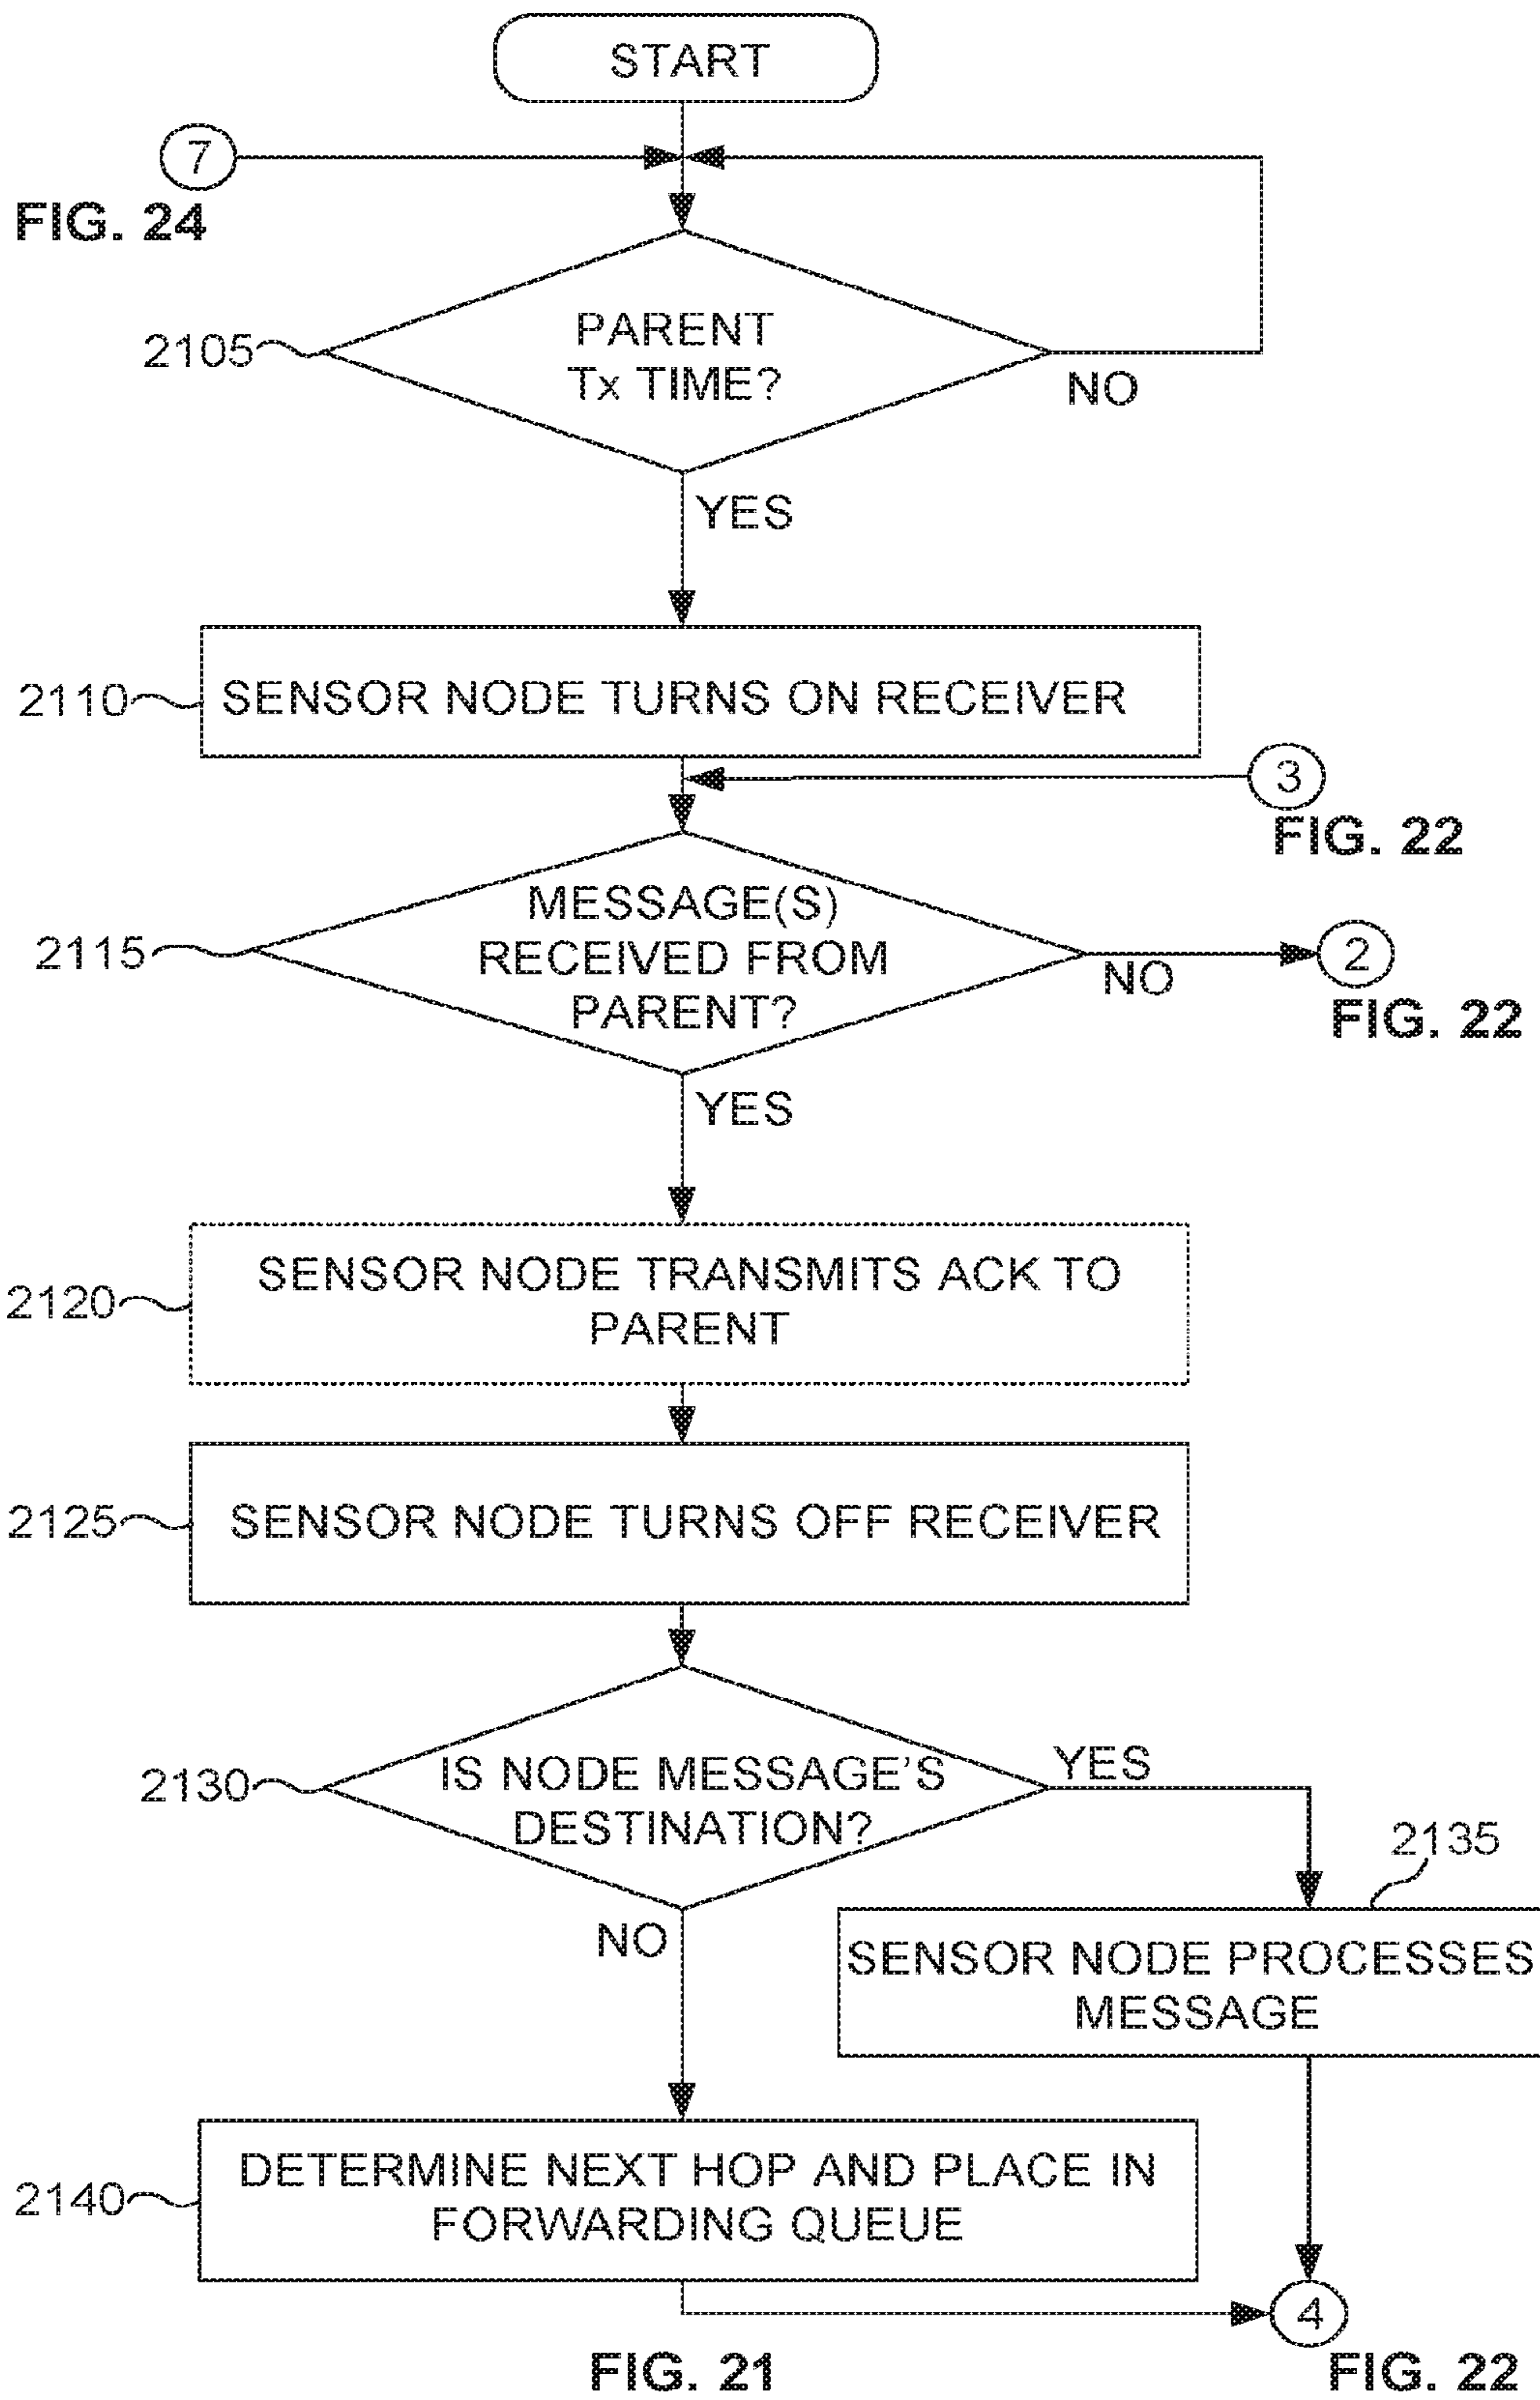 START
7
FIG. 24
2105
PARENT
Tx TIME?
NO
YES
2110
SENSOR NODE TURNS ON RECEIVER
3
FIG. 22
2115
MESSAGE(S)
RECEIVED FROM
PARENT?
NO
2
FIG. 22
YES
2120
SENSOR NODE TRANSMITS ACK TO
PARENT
2125
SENSOR NODE TURNS OFF RECEIVER
2130
IS NODE MESSAGE'S
DESTINATION?
YES
2135
NO
SENSOR NODE PROCESSES
MESSAGE
2140
DETERMINE NEXT HOP AND PLACE IN
FORWARDING QUEUE
4
FIG. 21
FIG. 22